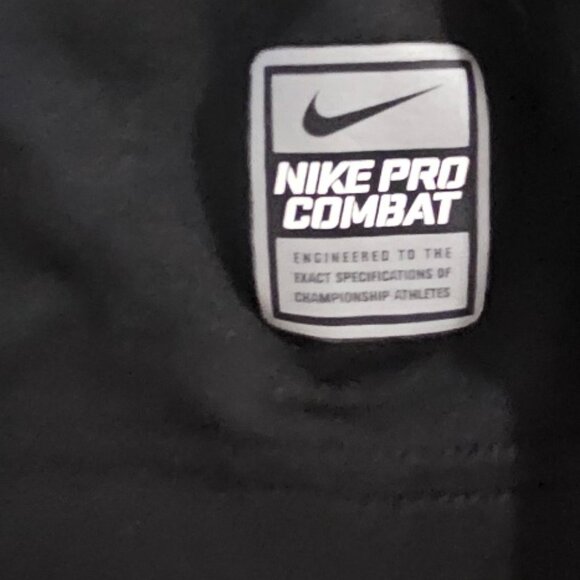 NIKE PRO
COMBAT
ENGINEERED TO THE
EXACT SPECIFICATIONS OF
CHAMPIONSHIP ATHLETES